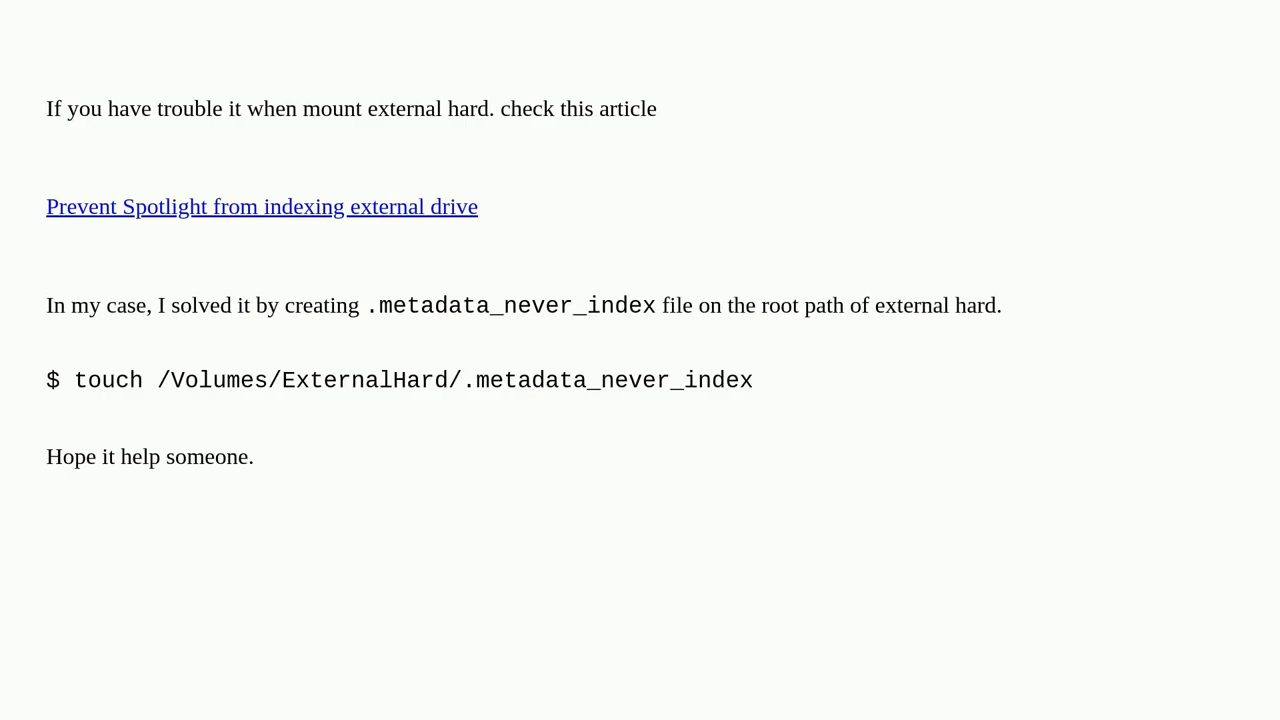 If you have trouble it when mount external hard. check this article
Prevent Spotlight from indexing external drive
In my case, I solved it by creating .metadata_never_index file on the root path of external hard.
$ touch /Volumes/ExternalHard/.metadata_never_index
Hope it help someone.